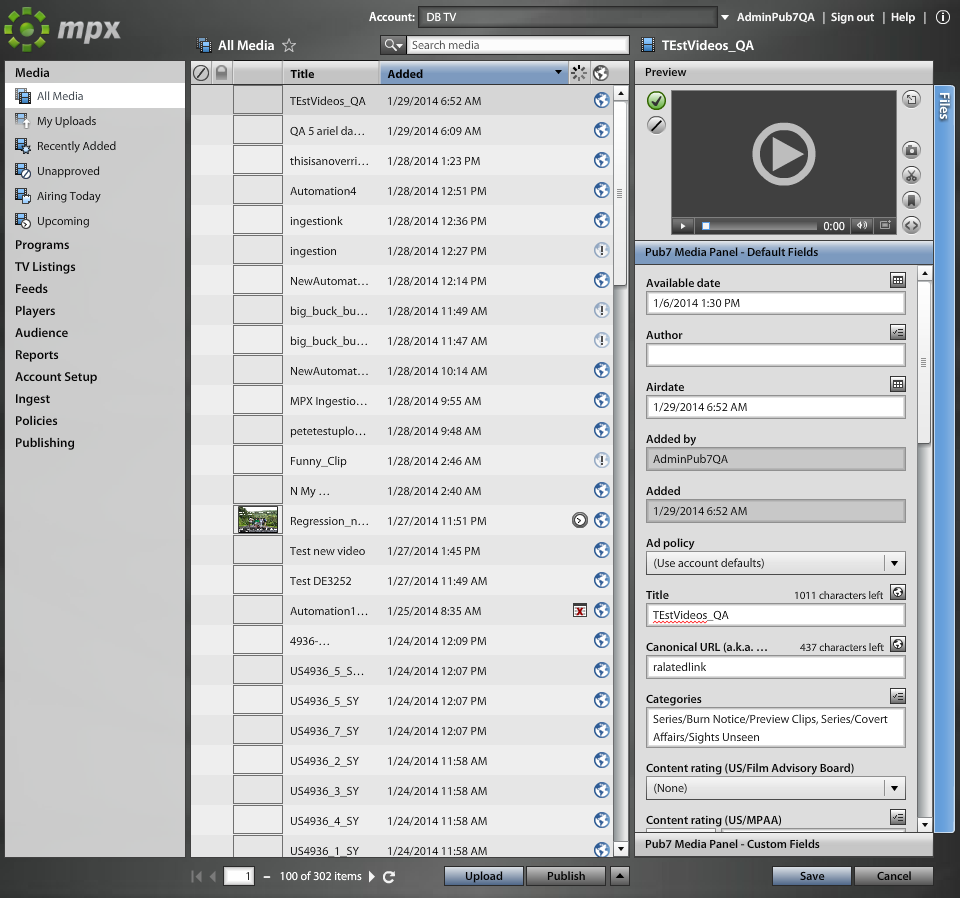 mpx
Account: DB TV AdminPub7QA | Sign out | Help |
All Media Search media TEstVideos_QA
Media
All Media
My Uploads
Recently Added
Unapproved
Airing Today
Upcoming
Programs
TV Listings
Feeds
Players
Audience
Reports
Account Setup
Ingest
Policies
Publishing
Title Added
TEstVideos_QA 1/29/2014 6:52 AM
QA 5 ariel da... 1/29/2014 6:09 AM
thisisanoverri... 1/28/2014 1:23 PM
Automation4 1/28/2014 12:51 PM
ingestionk 1/28/2014 12:36 PM
ingestion 1/28/2014 12:27 PM
NewAutomat... 1/28/2014 12:14 PM
big_buck_bu... 1/28/2014 11:49 AM
big_buck_bu... 1/28/2014 11:47 AM
NewAutomat... 1/28/2014 10:14 AM
MPX Ingestio... 1/28/2014 9:55 AM
petetestuplo... 1/28/2014 9:48 AM
Funny_Clip 1/28/2014 2:46 AM
N My ... 1/28/2014 2:40 AM
Regression_n... 1/27/2014 11:51 PM
Test new video 1/27/2014 1:45 PM
Test DE3252 1/27/2014 11:49 AM
Automation1... 1/25/2014 8:35 AM
4936-... 1/24/2014 12:09 PM
US4936_5_S... 1/24/2014 12:07 PM
US4936_5_SY 1/24/2014 12:07 PM
US4936_7_SY 1/24/2014 12:07 PM
US4936_2_SY 1/24/2014 11:58 AM
US4936_3_SY 1/24/2014 11:58 AM
US4936_4_SY 1/24/2014 11:58 AM
US4936_1_SY 1/24/2014 11:58 AM
1 – 100 of 302 items
Upload Publish
Preview
Files
0:00
Pub7 Media Panel - Default Fields
Available date
1/6/2014 1:30 PM
Author
Airdate
1/29/2014 6:52 AM
Added by
AdminPub7QA
Added
1/29/2014 6:52 AM
Ad policy
(Use account defaults)
Title 1011 characters left
TEstVideos_QA
Canonical URL (a.k.a. ... 437 characters left
ralatedlink
Categories
Series/Burn Notice/Preview Clips, Series/Covert
Affairs/Sights Unseen
Content rating (US/Film Advisory Board)
(None)
Content rating (US/MPAA)
Pub7 Media Panel - Custom Fields
Save Cancel